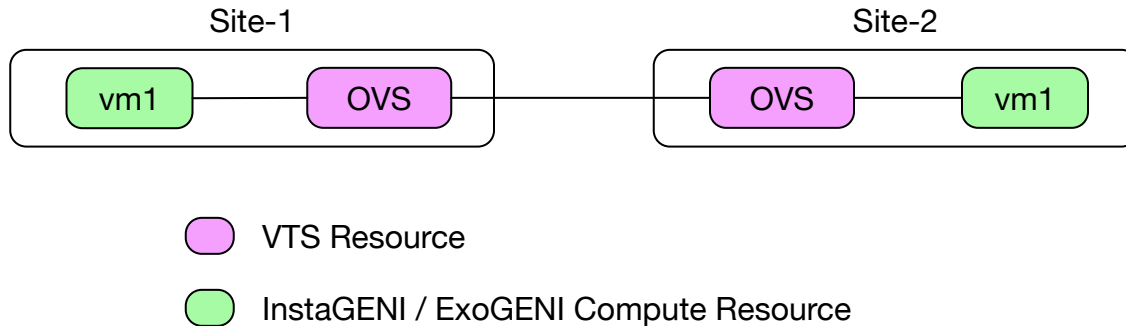 Site-1
Site-2
vm1
OVS
OVS
vm1
VTS Resource
InstaGENI / ExoGENI Compute Resource